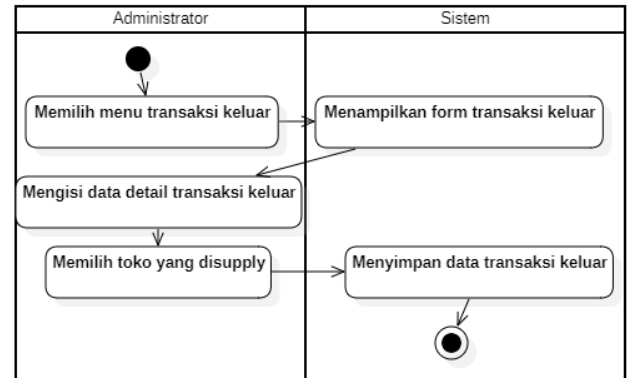 Administrator
Sistem
Memilih menu transaksi keluar
Menampilkan form transaksi keluar
Mengisi data detail transaksi keluar
Memilih toko yang disupply
Menyimpan data transaksi keluar